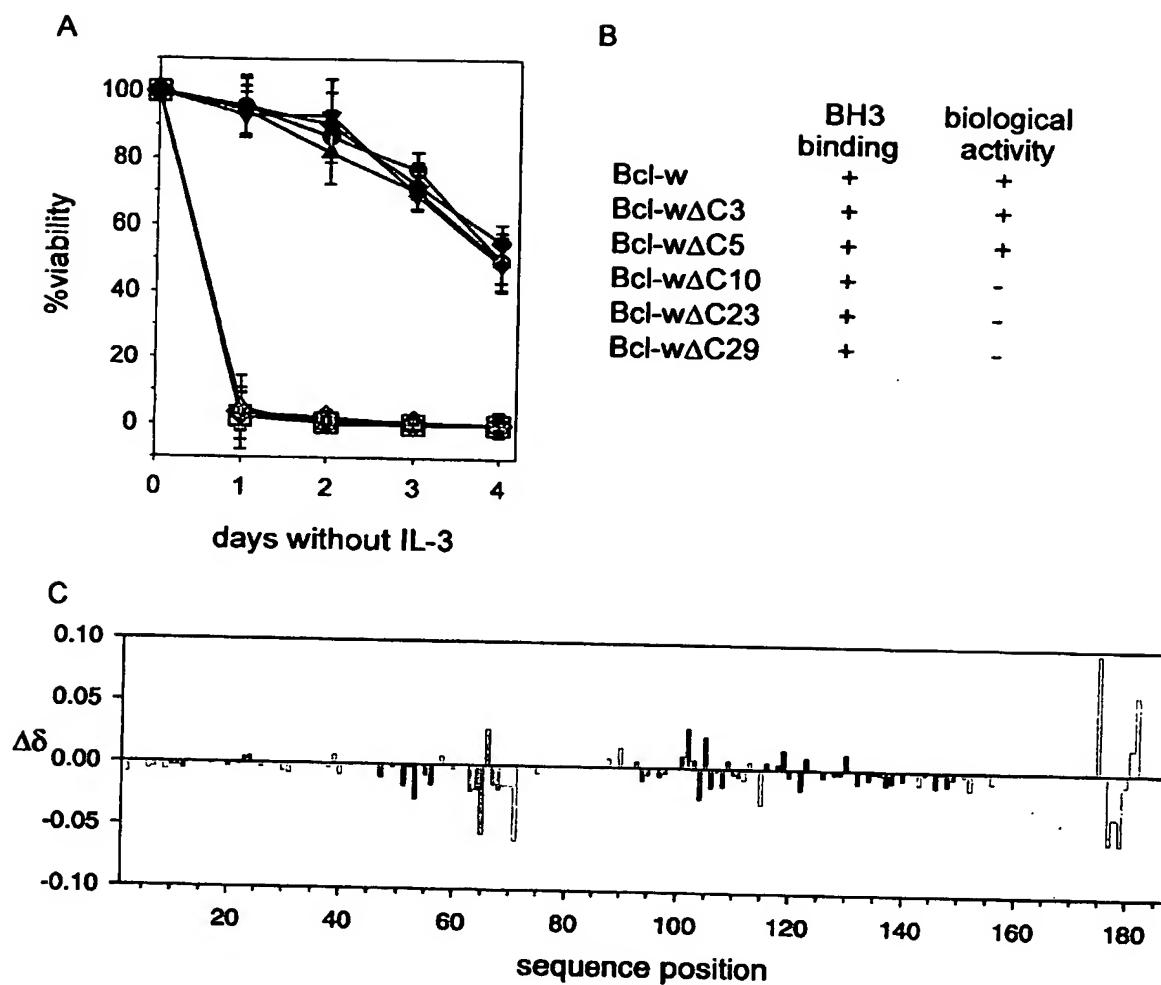 A
100
80
60
40
20
0
%viability
0 1 2 3 4
days without IL-3
B
BH3 binding biological activity
Bcl-w + +
Bcl-wΔC3 + +
Bcl-wΔC5 + +
Bcl-wΔC10 + -
Bcl-wΔC23 + -
Bcl-wΔC29 + -
C
0.10
0.05
Δδ 0.00
-0.05
-0.10
20 40 60 80 100 120 140 160 180
sequence position